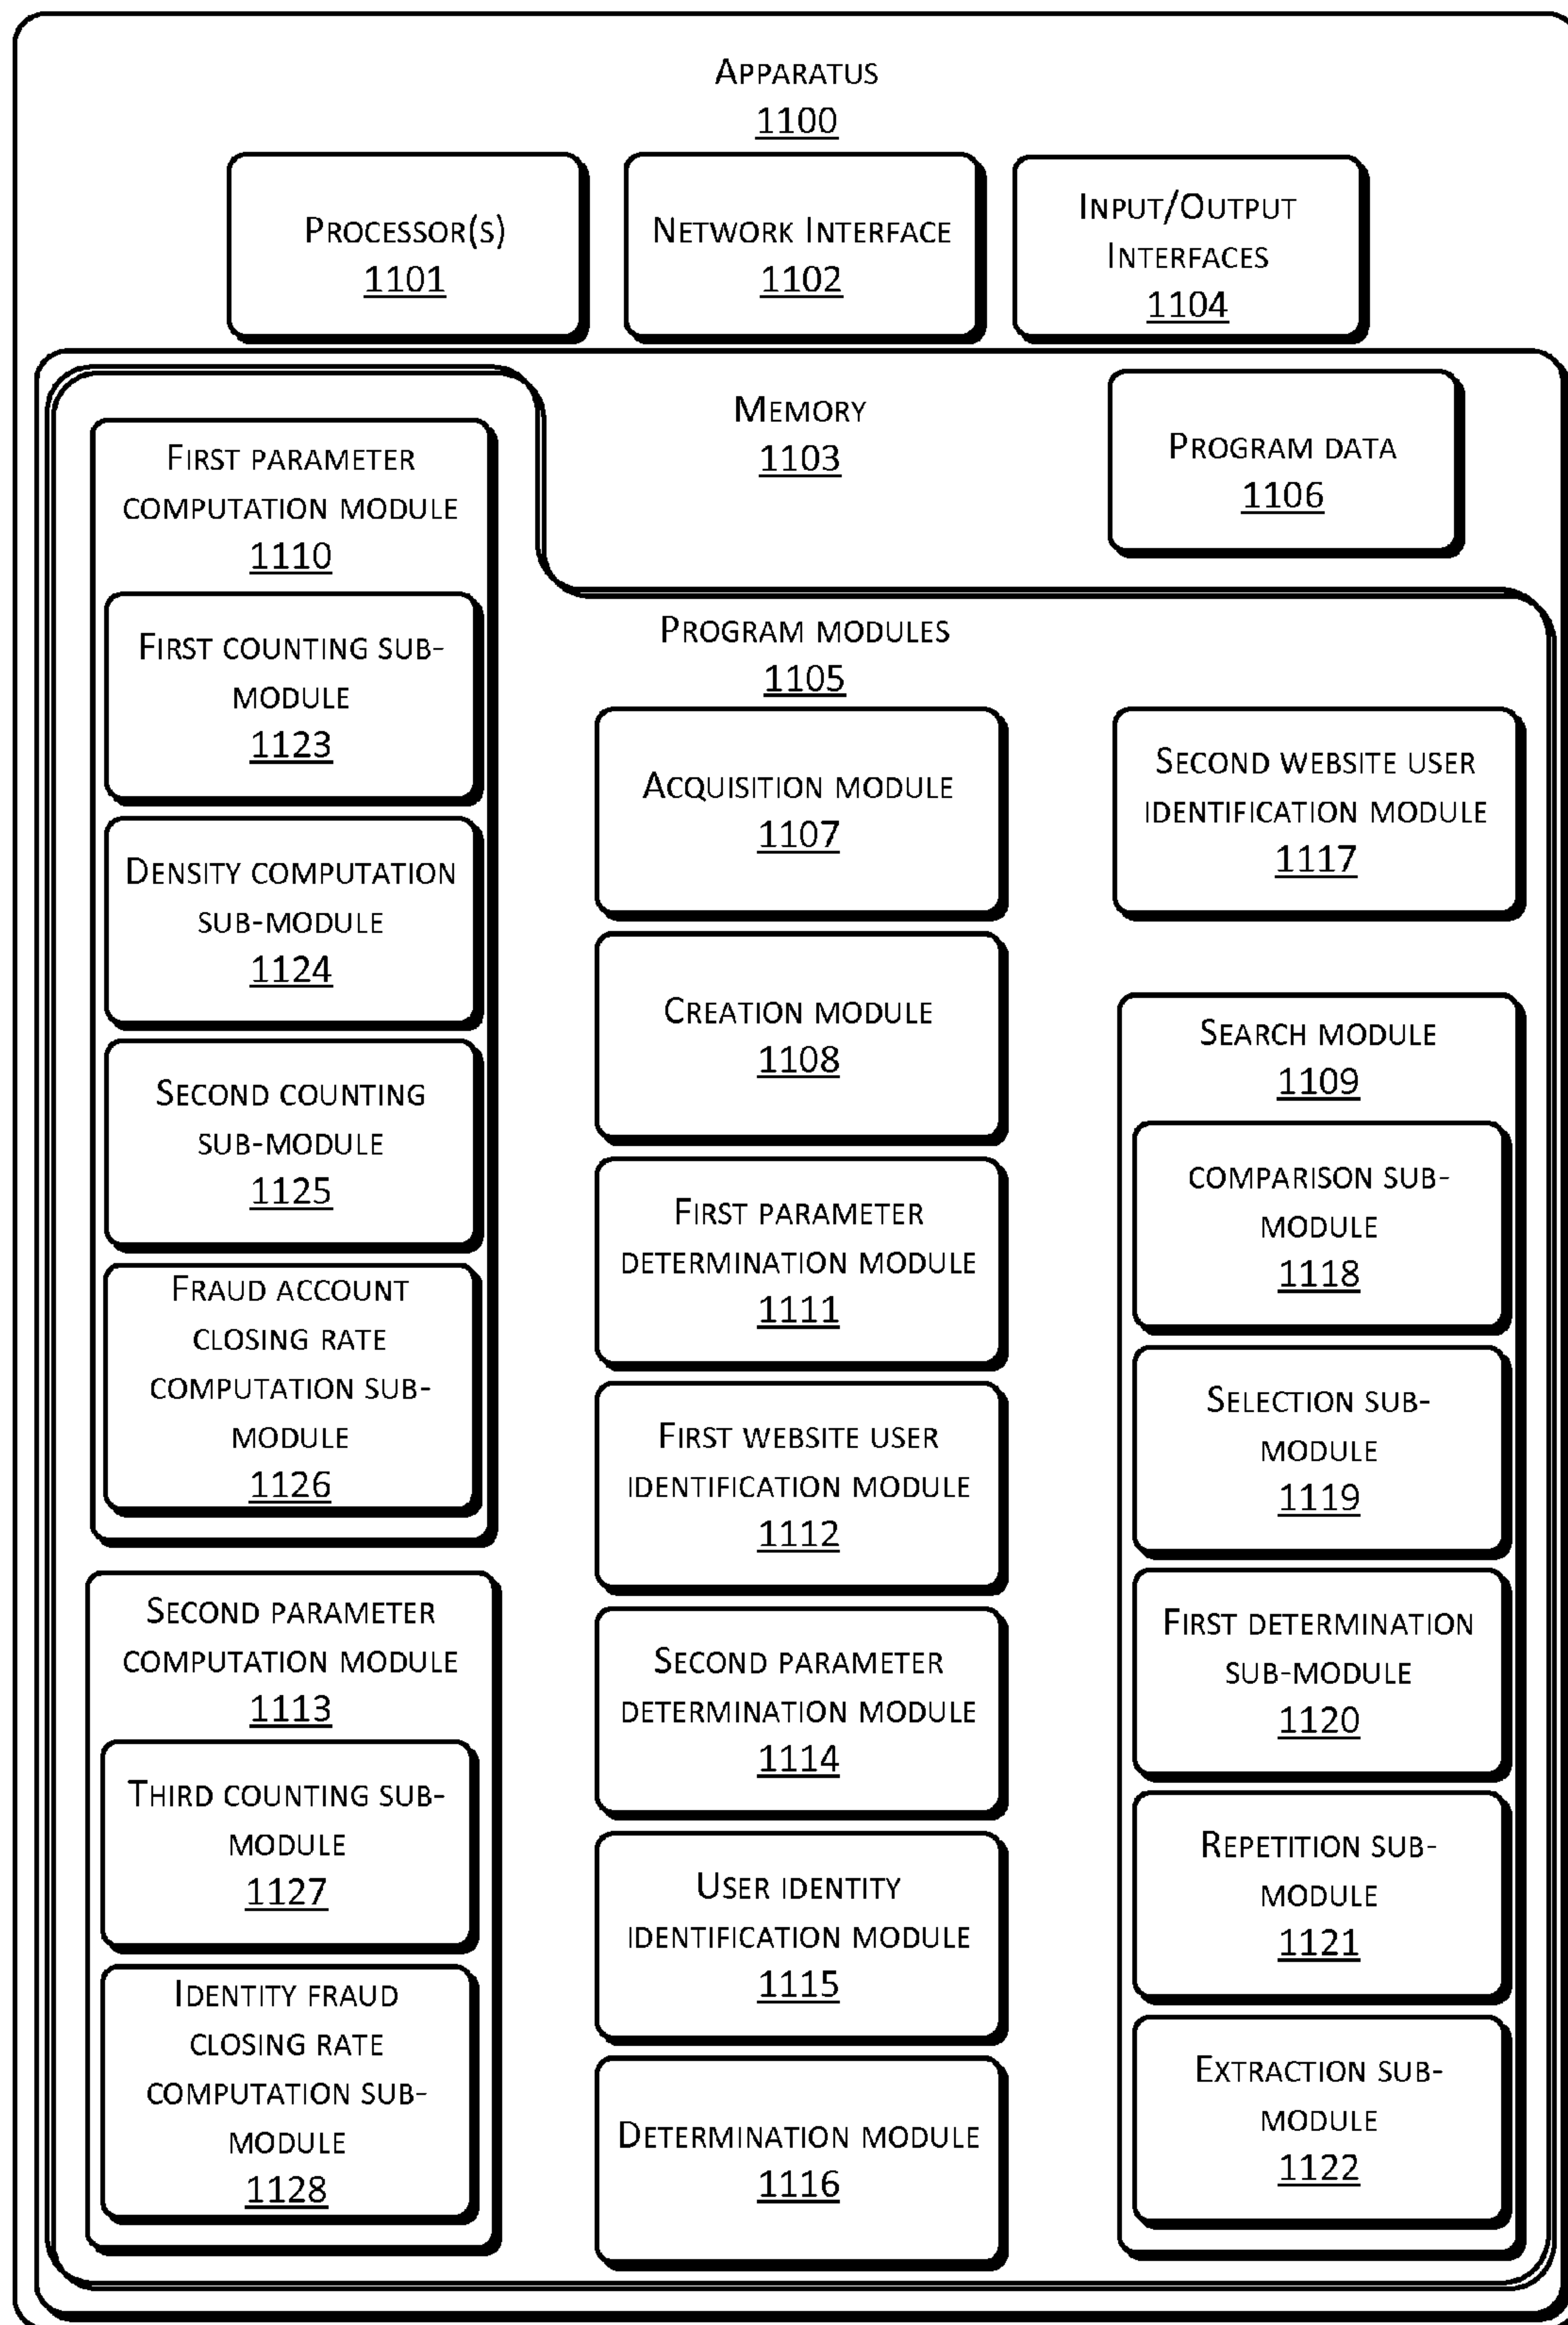 APPARATUS
1100
PROCESSOR(S)
1101
NETWORK INTERFACE
1102
INPUT/OUTPUT
INTERFACES
1104
MEMORY
1103
PROGRAM DATA
1106
FIRST PARAMETER
COMPUTATION MODULE
1110
FIRST COUNTING SUB-
MODULE
1123
DENSITY COMPUTATION
SUB-MODULE
1124
SECOND COUNTING
SUB-MODULE
1125
FRAUD ACCOUNT
CLOSING RATE
COMPUTATION SUB-
MODULE
1126
SECOND PARAMETER
COMPUTATION MODULE
1113
THIRD COUNTING SUB-
MODULE
1127
IDENTITY FRAUD
CLOSING RATE
COMPUTATION SUB-
MODULE
1128
PROGRAM MODULES
1105
ACQUISITION MODULE
1107
CREATION MODULE
1108
FIRST PARAMETER
DETERMINATION MODULE
1111
FIRST WEBSITE USER
IDENTIFICATION MODULE
1112
SECOND PARAMETER
DETERMINATION MODULE
1114
USER IDENTITY
IDENTIFICATION MODULE
1115
DETERMINATION MODULE
1116
SECOND WEBSITE USER
IDENTIFICATION MODULE
1117
SEARCH MODULE
1109
COMPARISON SUB-
MODULE
1118
SELECTION SUB-
MODULE
1119
FIRST DETERMINATION
SUB-MODULE
1120
REPETITION SUB-
MODULE
1121
EXTRACTION SUB-
MODULE
1122